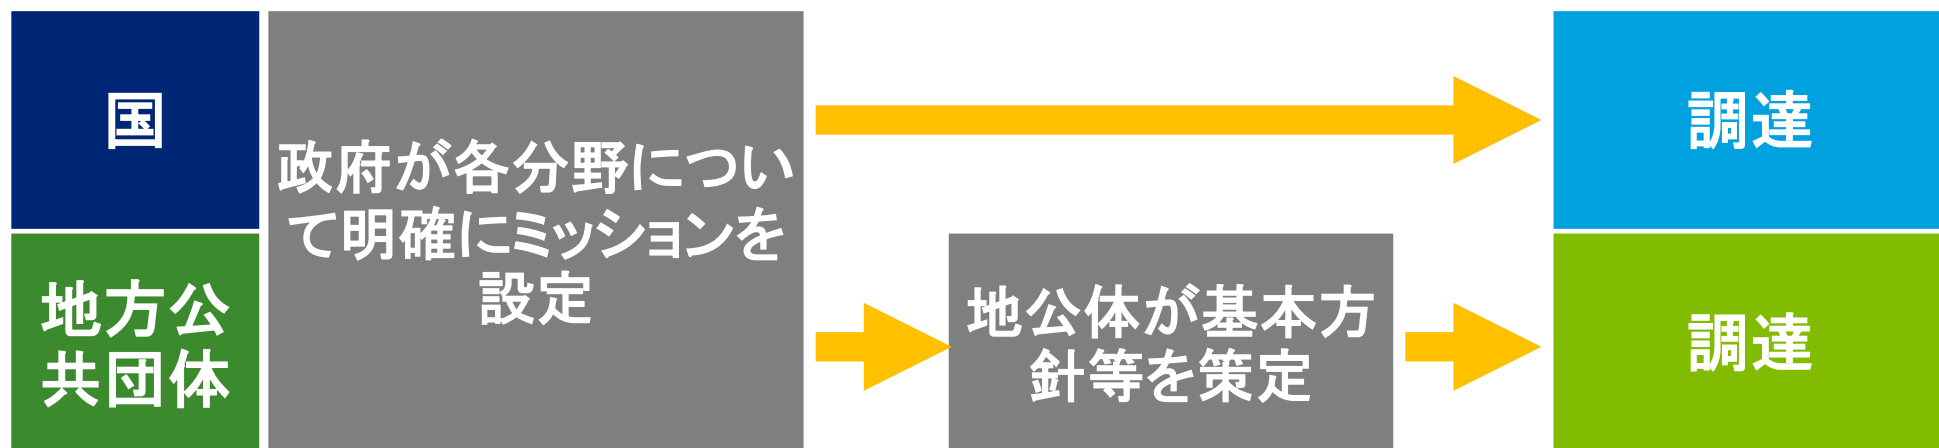 国
政府が各分野につい
て明確にミッションを
設定
調達
地方公
共団体
地公体が基本方
針等を策定
調達